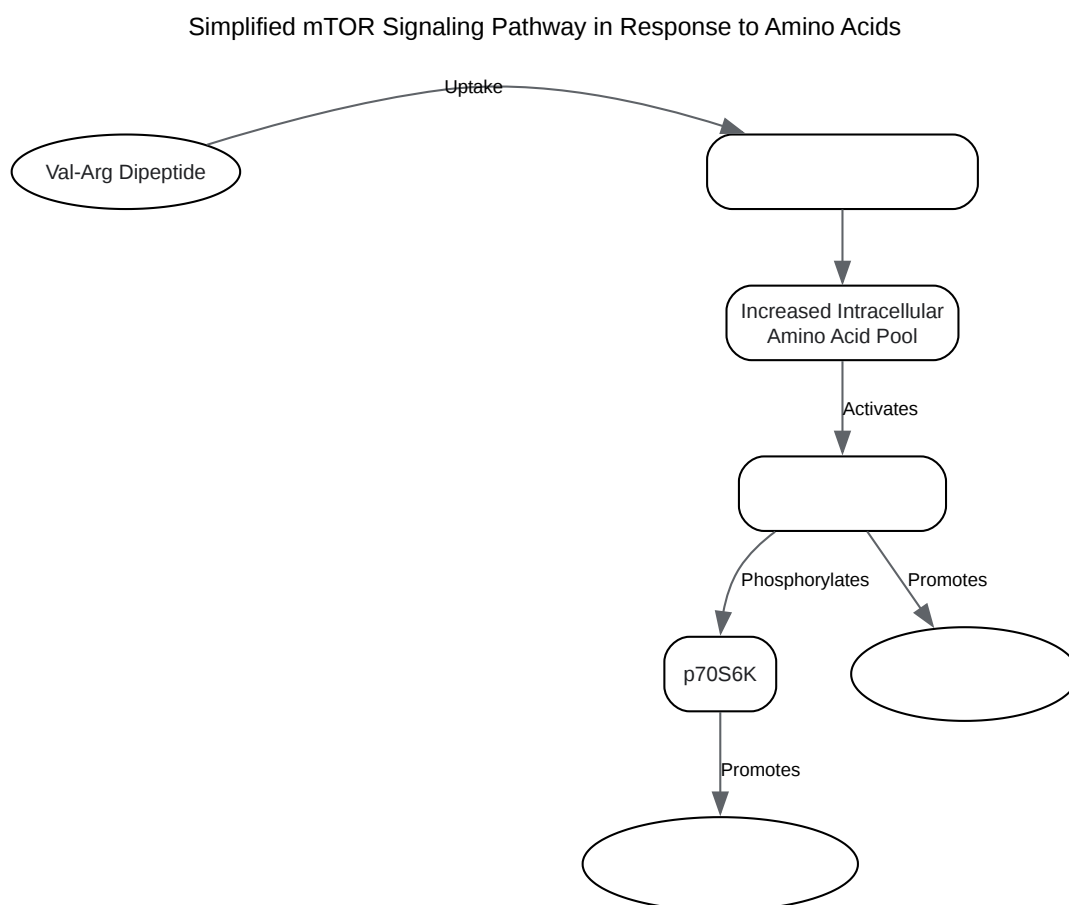 Simplified mTOR Signaling Pathway in Response to Amino Acids
Uptake
Val-Arg Dipeptide
Increased Intracellular
Amino Acid Pool
Activates
Phosphorylates
Promotes
p70S6K
Promotes